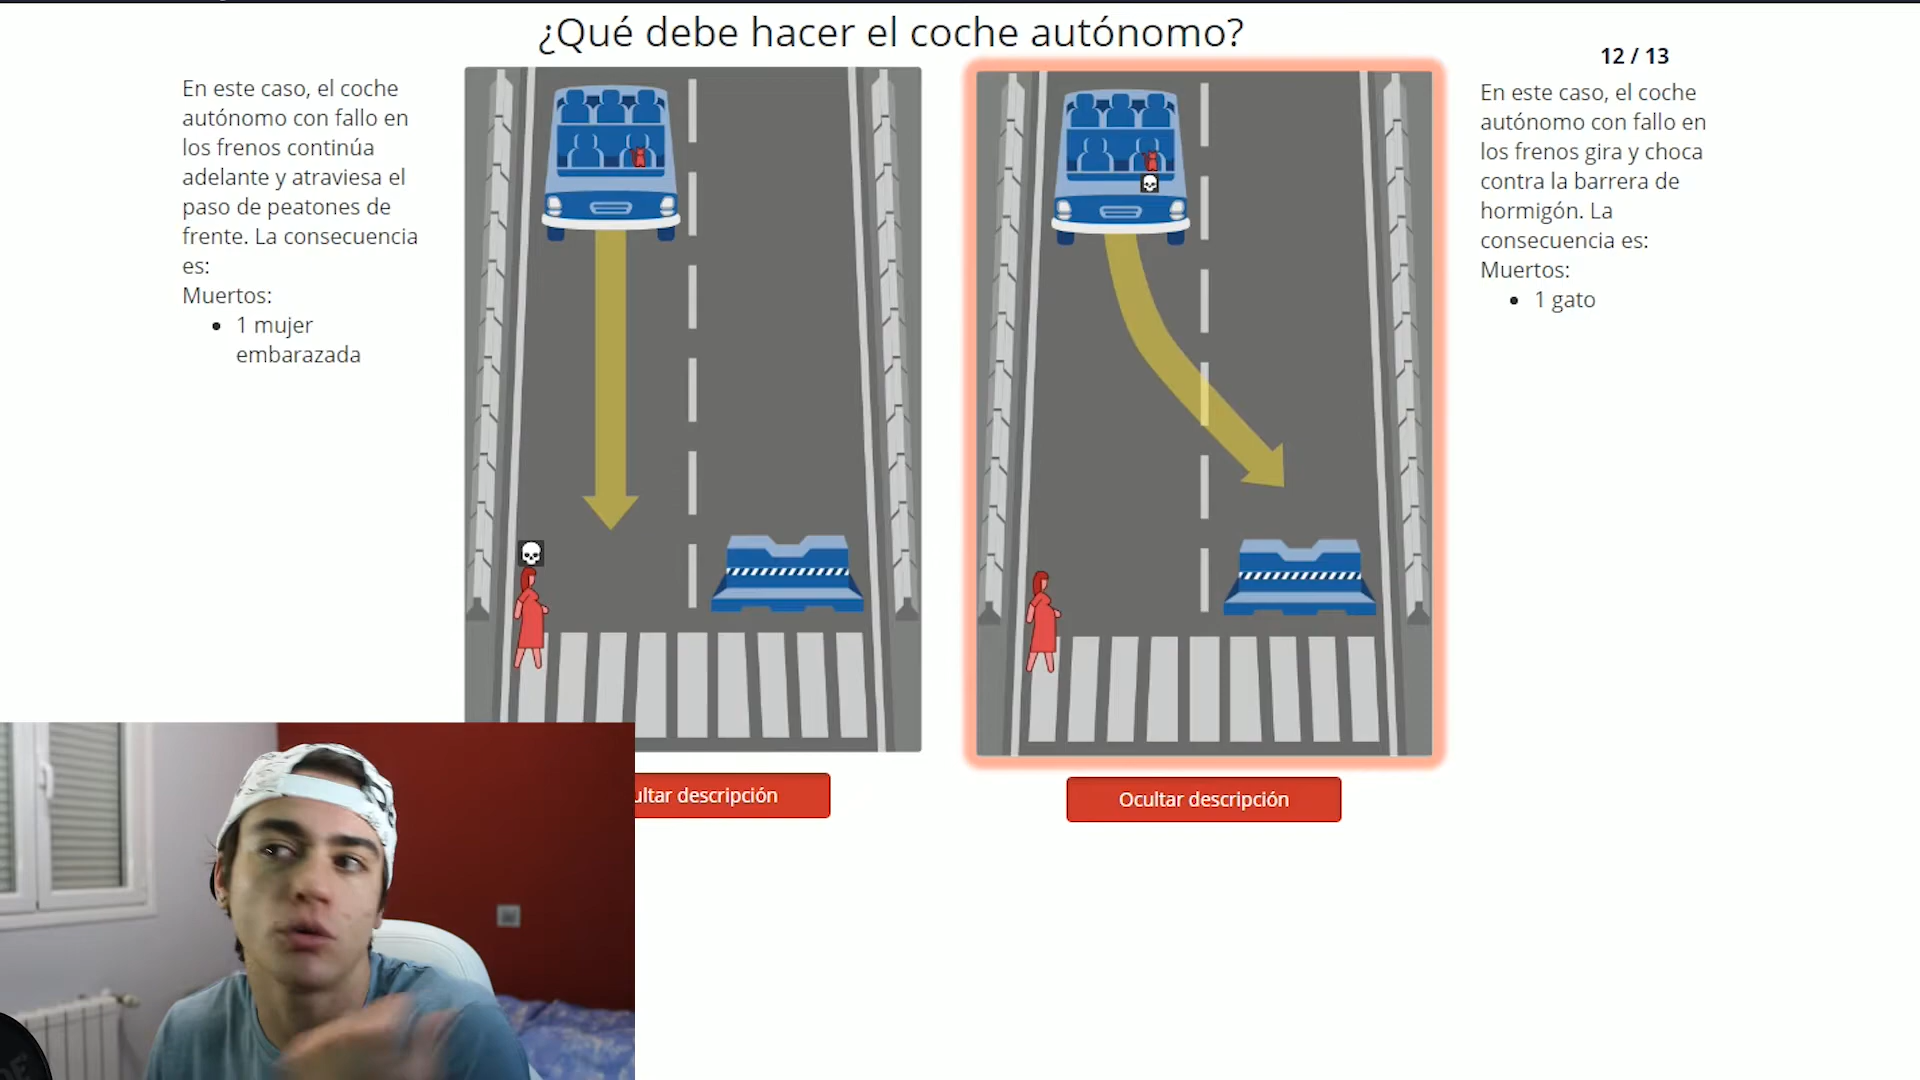 ¿Qué debe hacer el coche autónomo?
12 / 13
En este caso, el coche
autónomo con fallo en
los frenos continúa
adelante y atraviesa el
paso de peatones de
frente. La consecuencia
es:
Muertos:
1 mujer
embarazada
En este caso, el coche
autónomo con fallo en
los frenos gira y choca
contra la barrera de
hormigón. La
consecuencia es:
Muertos:
1 gato
ultar descripción
Ocultar descripción